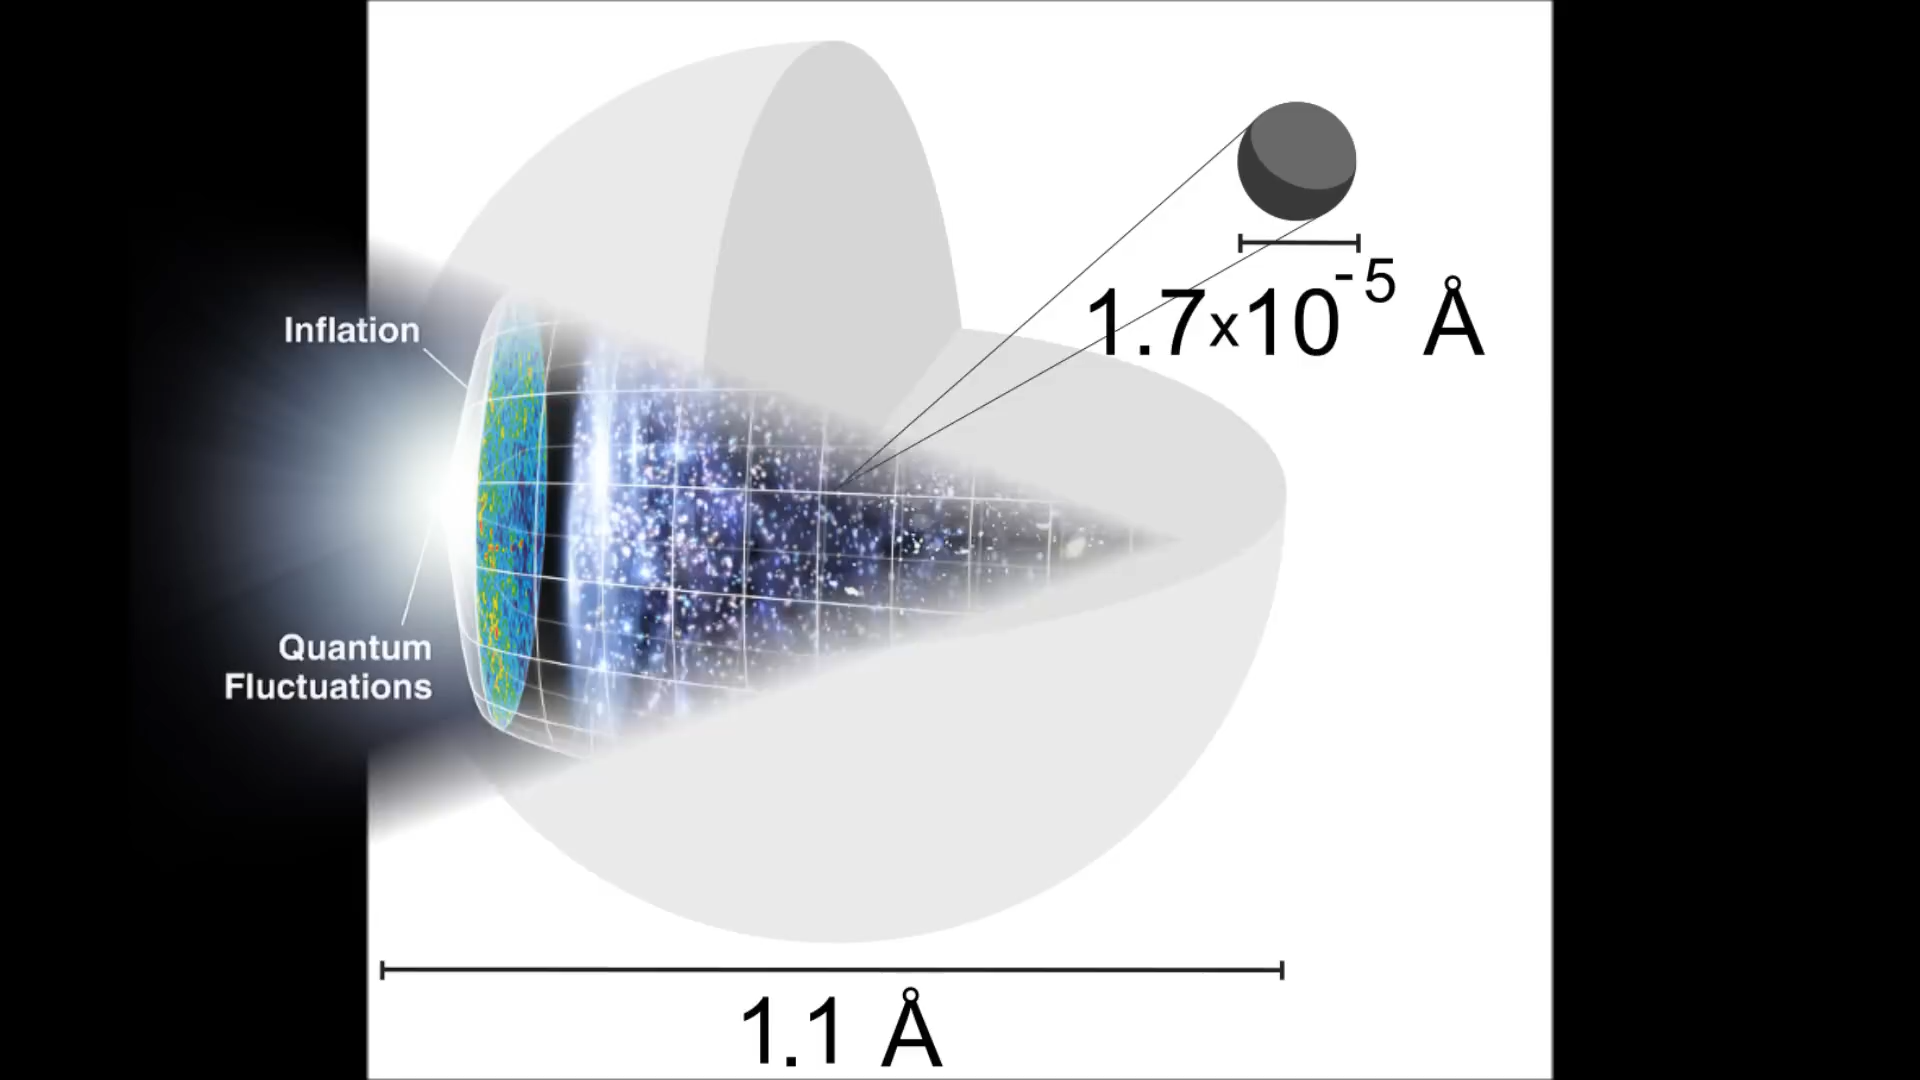 Inflation
Quantum
Fluctuations
1.7x10⁻⁵ Å
1.1 Å